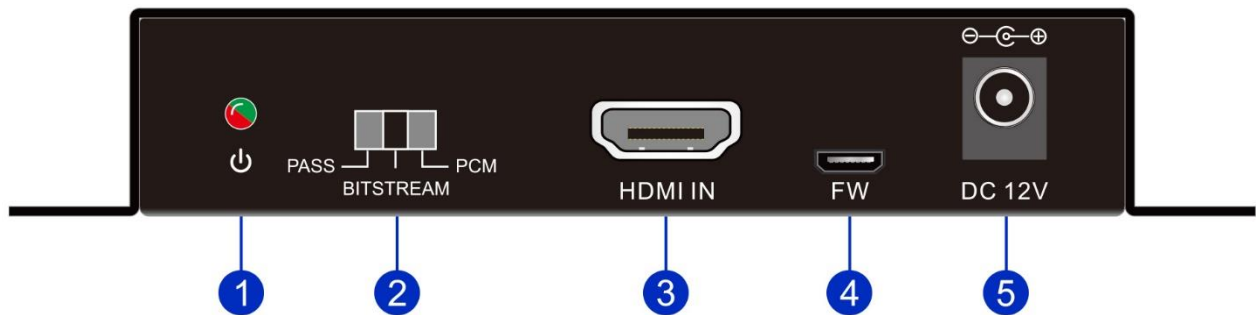 PASS
PCM
BITSTREAM
HDMI IN
FW
DC 12V
1
2
3
4
5